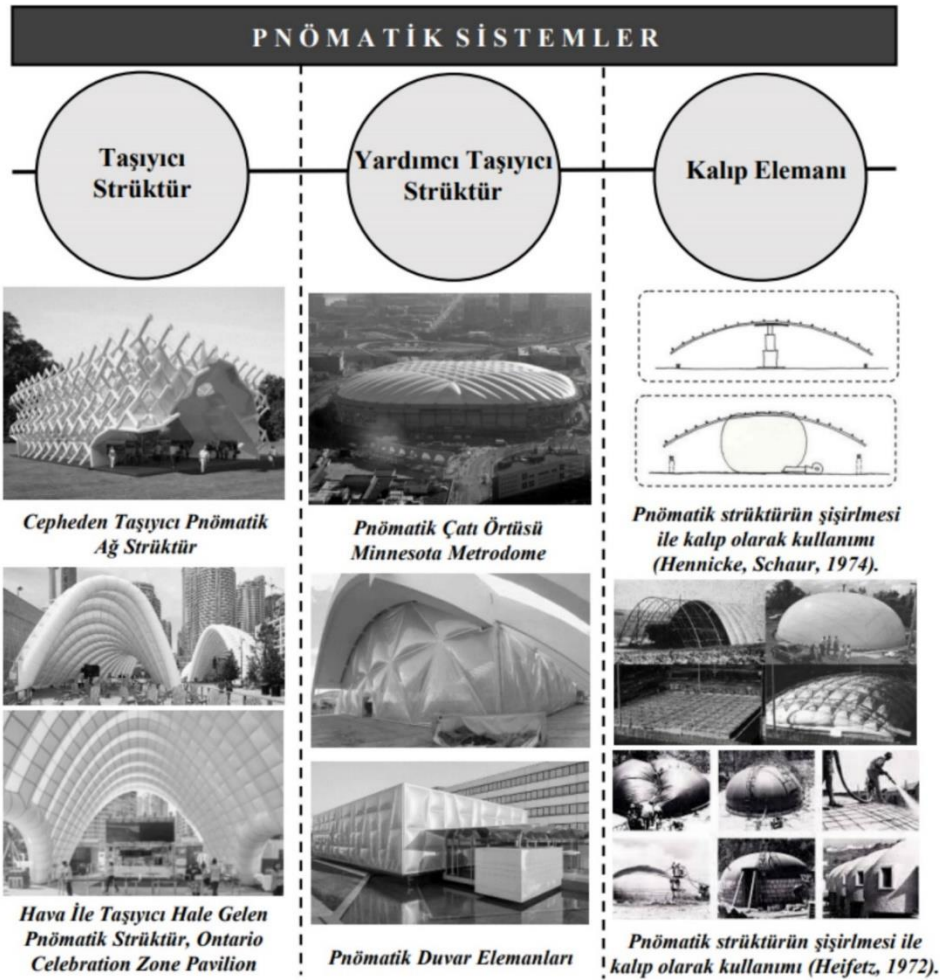 PNÖMATİK SİSTEMLER
Taşıyıcı
Strüktür
Yardımcı Taşıyıcı
Strüktür
Kalıp Elemanı
Cepheden Taşıyıcı Pnömatik
Ağ Strüktür
Hava İle Taşıyıcı Hale Gelen
Pnömatik Strüktür, Ontario
Celebration Zone Pavilion
Pnömatik Çatı Örtüsü
Minnesota Metrodome
Pnömatik Duvar Elemanları
Pnömatik strüktürün şişirilmesi
ile kalıp olarak kullanımı
(Hennicke, Schaur, 1974).
Pnömatik strüktürün şişirilmesi ile
kalıp olarak kullanımı (Heifetz, 1972).